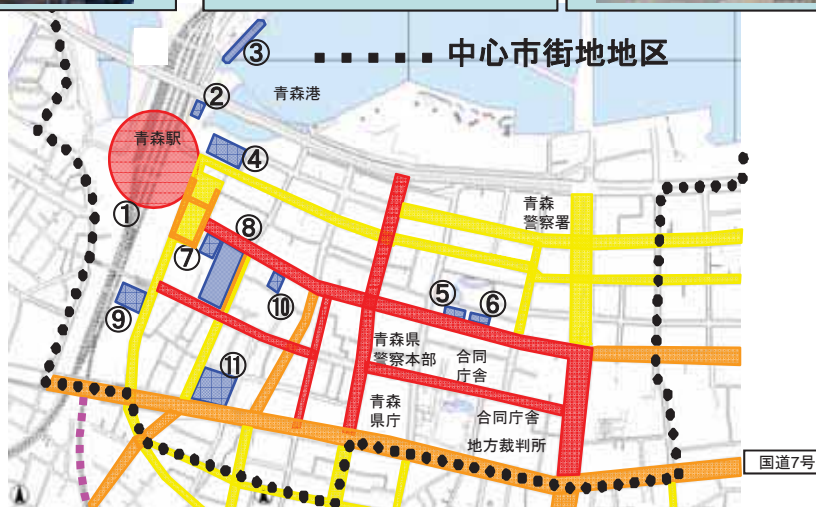 ③
中心市街地地区
②
青森港
青森駅
④
①
青森
警察署
⑧
⑦
⑤
⑥
⑩
⑨
青森県
警察本部
合同
庁舎
⑪
青森
県庁
合同庁舎
地方裁判所
国道7号